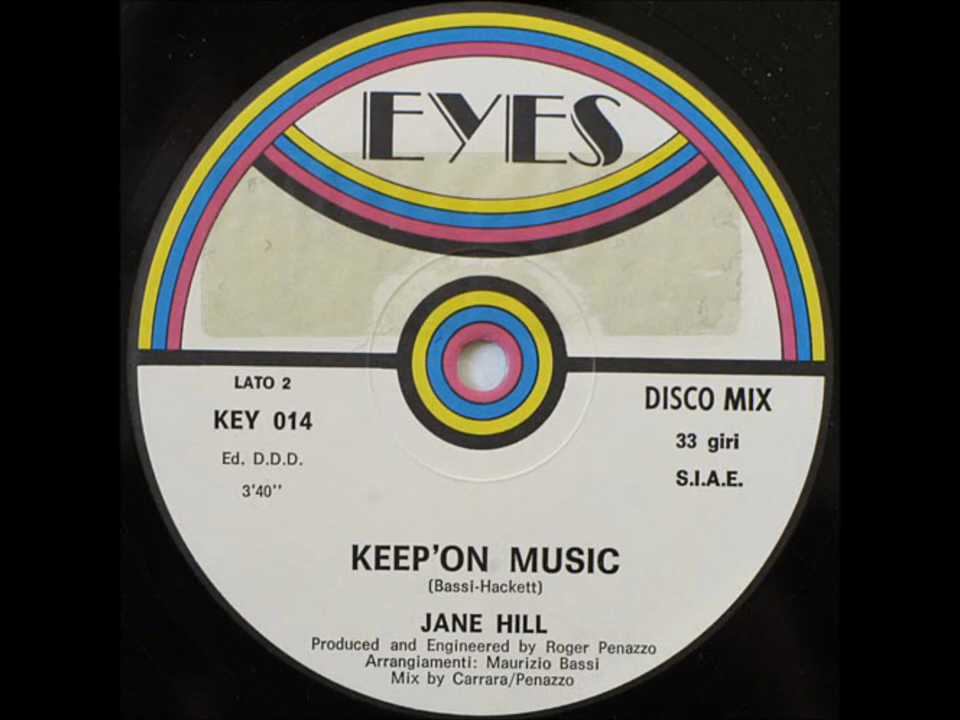 EYES
LATO 2
KEY 014
Ed. D.D.D.
3'40''
DISCO MIX
33 giri
S.I.A.E.
KEEP'ON MUSIC
(Bassi-Hackett)
JANE HILL
Produced and Engineered by Roger Penazzo
Arrangiamenti: Maurizio Bassi
Mix by Carrara/Penazzo